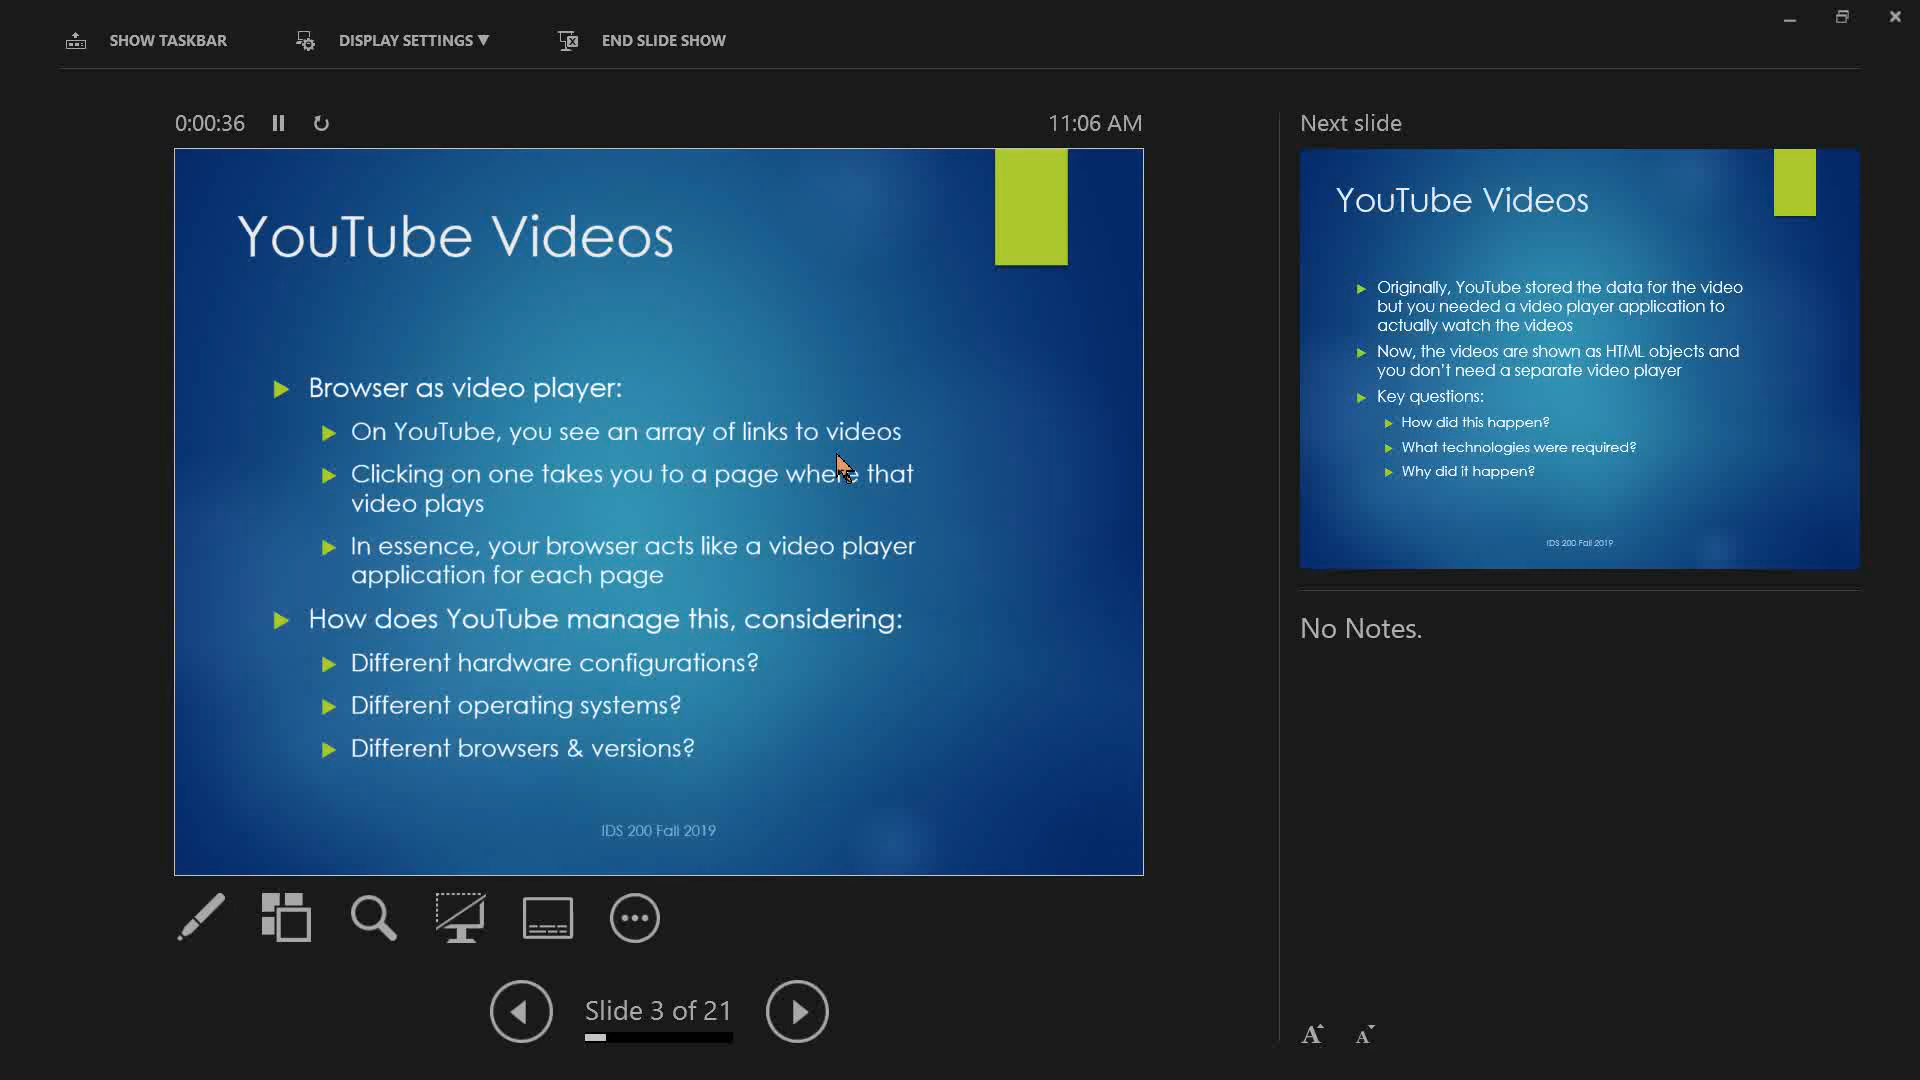 SHOW TASKBAR
DISPLAY SETTINGS ▼
END SLIDE SHOW
0:00:36
11:06 AM
YouTube Videos
Browser as video player:
On YouTube, you see an array of links to videos
Clicking on one takes you to a page where that
video plays
In essence, your browser acts like a video player
application for each page
How does YouTube manage this, considering:
Different hardware configurations?
Different operating systems?
Different browsers & versions?
IDS 200 Fall 2019
Slide 3 of 21
Next slide
YouTube Videos
Originally, YouTube stored the data for the video
but you needed a video player application to
actually watch the videos
Now, the videos are shown as HTML objects and
you don't need a separate video player
Key questions:
How did this happen?
What technologies were required?
Why did it happen?
IDS 200 Fall 2019
No Notes.
A A